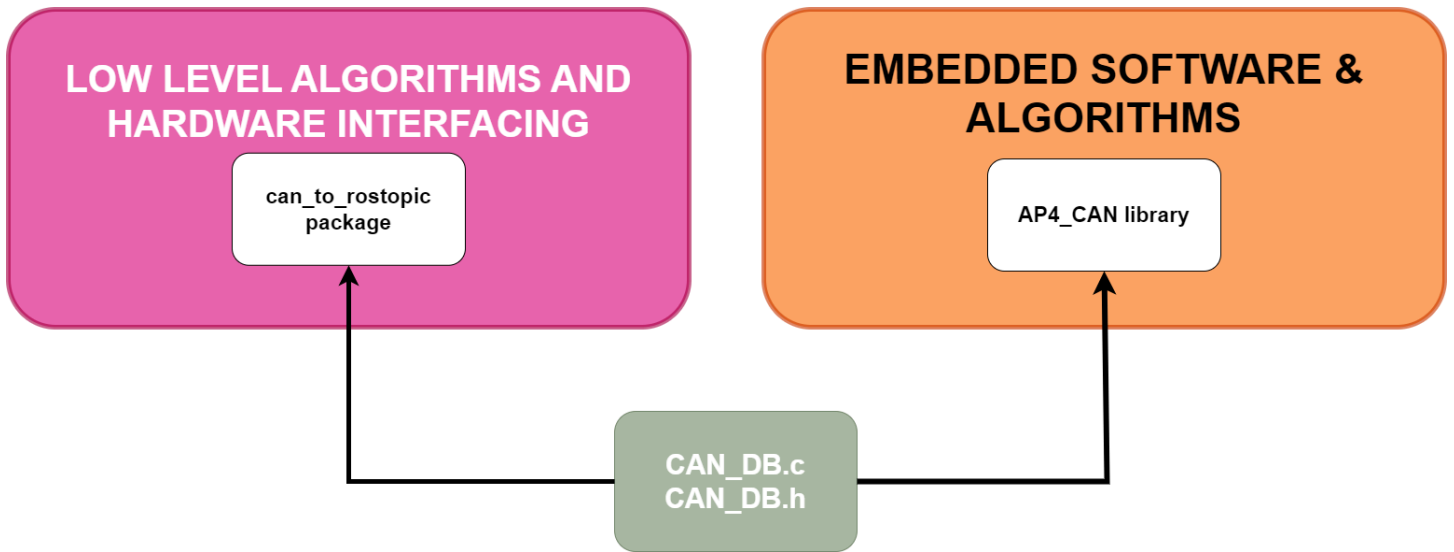 LOW LEVEL ALGORITHMS AND
HARDWARE INTERFACING
can_to_rostopic
package
EMBEDDED SOFTWARE &
ALGORITHMS
AP4_CAN library
CAN_DB.c
CAN_DB.h